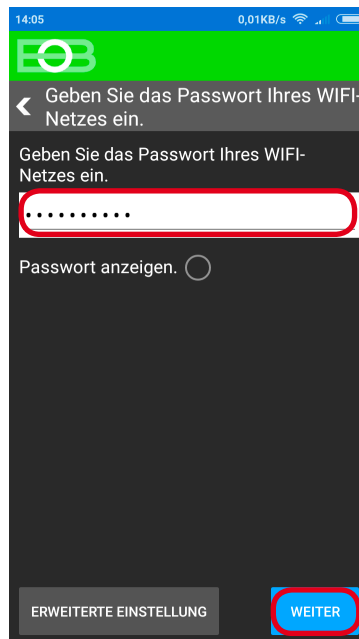 14:05 0,01KB/s
EOB
Geben Sie das Passwort Ihres WIFI-
Netzes ein.
Geben Sie das Passwort Ihres WIFI-
Netzes ein.
••••••••••
Passwort anzeigen.
ERWEITERTE EINSTELLUNG WEITER